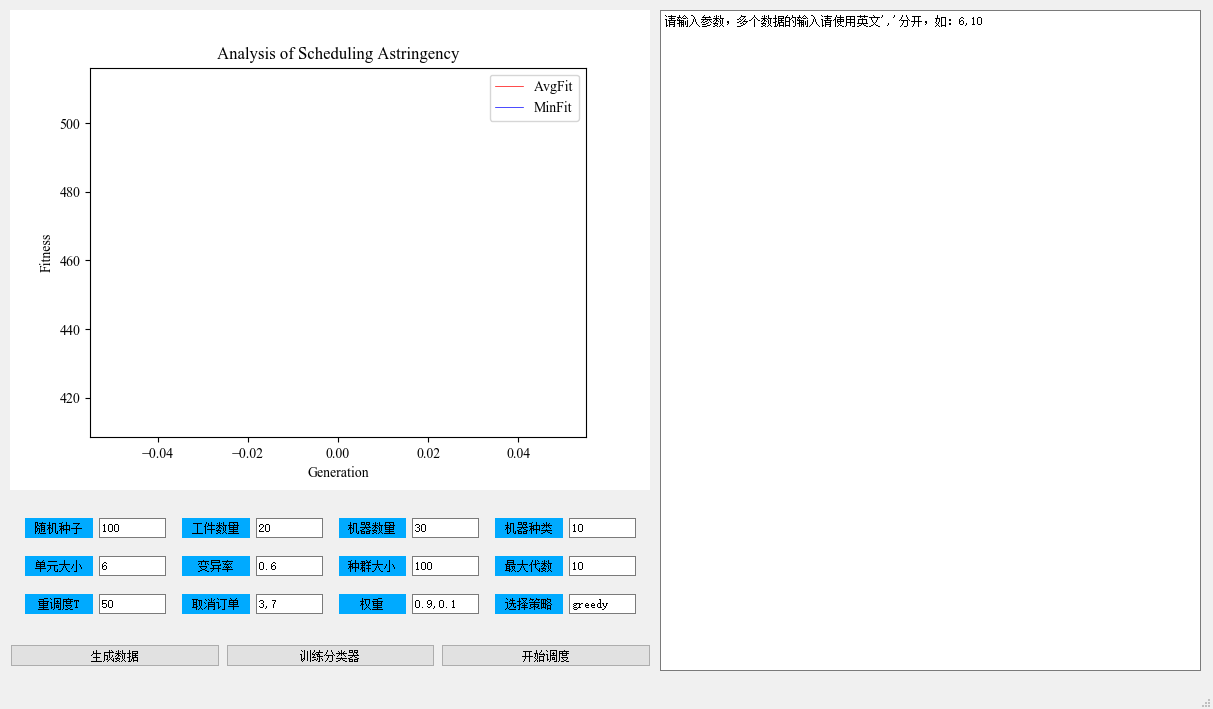 Analysis of Scheduling Astringency
AvgFit
MinFit
500
480
460
440
420
Fitness
−0.04 −0.02 0.00 0.02 0.04
Generation
随机种子 100 工件数量 20 机器数量 30 机器种类 10
单元大小 6 变异率 0.6 种群大小 100 最大代数 10
重调度T 50 取消订单 3,7 权重 0.9,0.1 选择策略 greedy
生成数据 训练分类器 开始调度
请输入参数，多个数据的输入请使用英文','分开，如：6,10